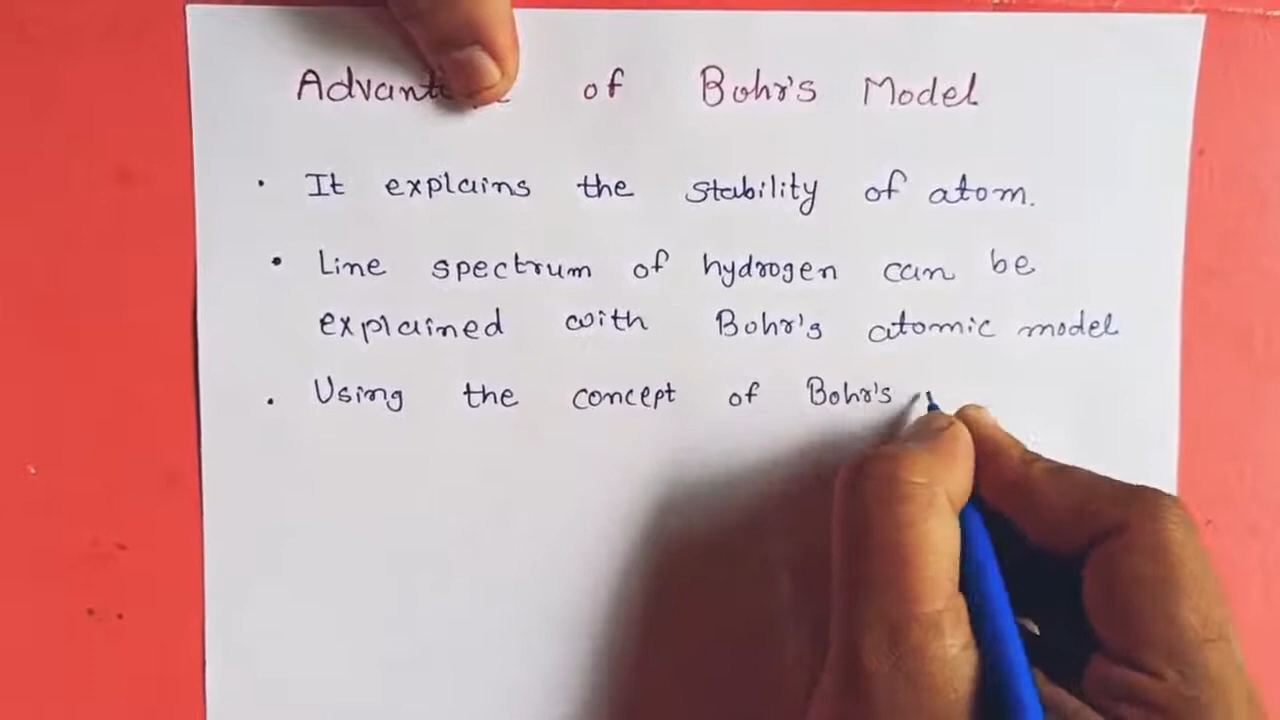 of Bohr's Model
· It explains the stability of atom.
• Line spectrum of hydrogen can be
explained with Bohr's atomic model
. Using the concept of Bohr's